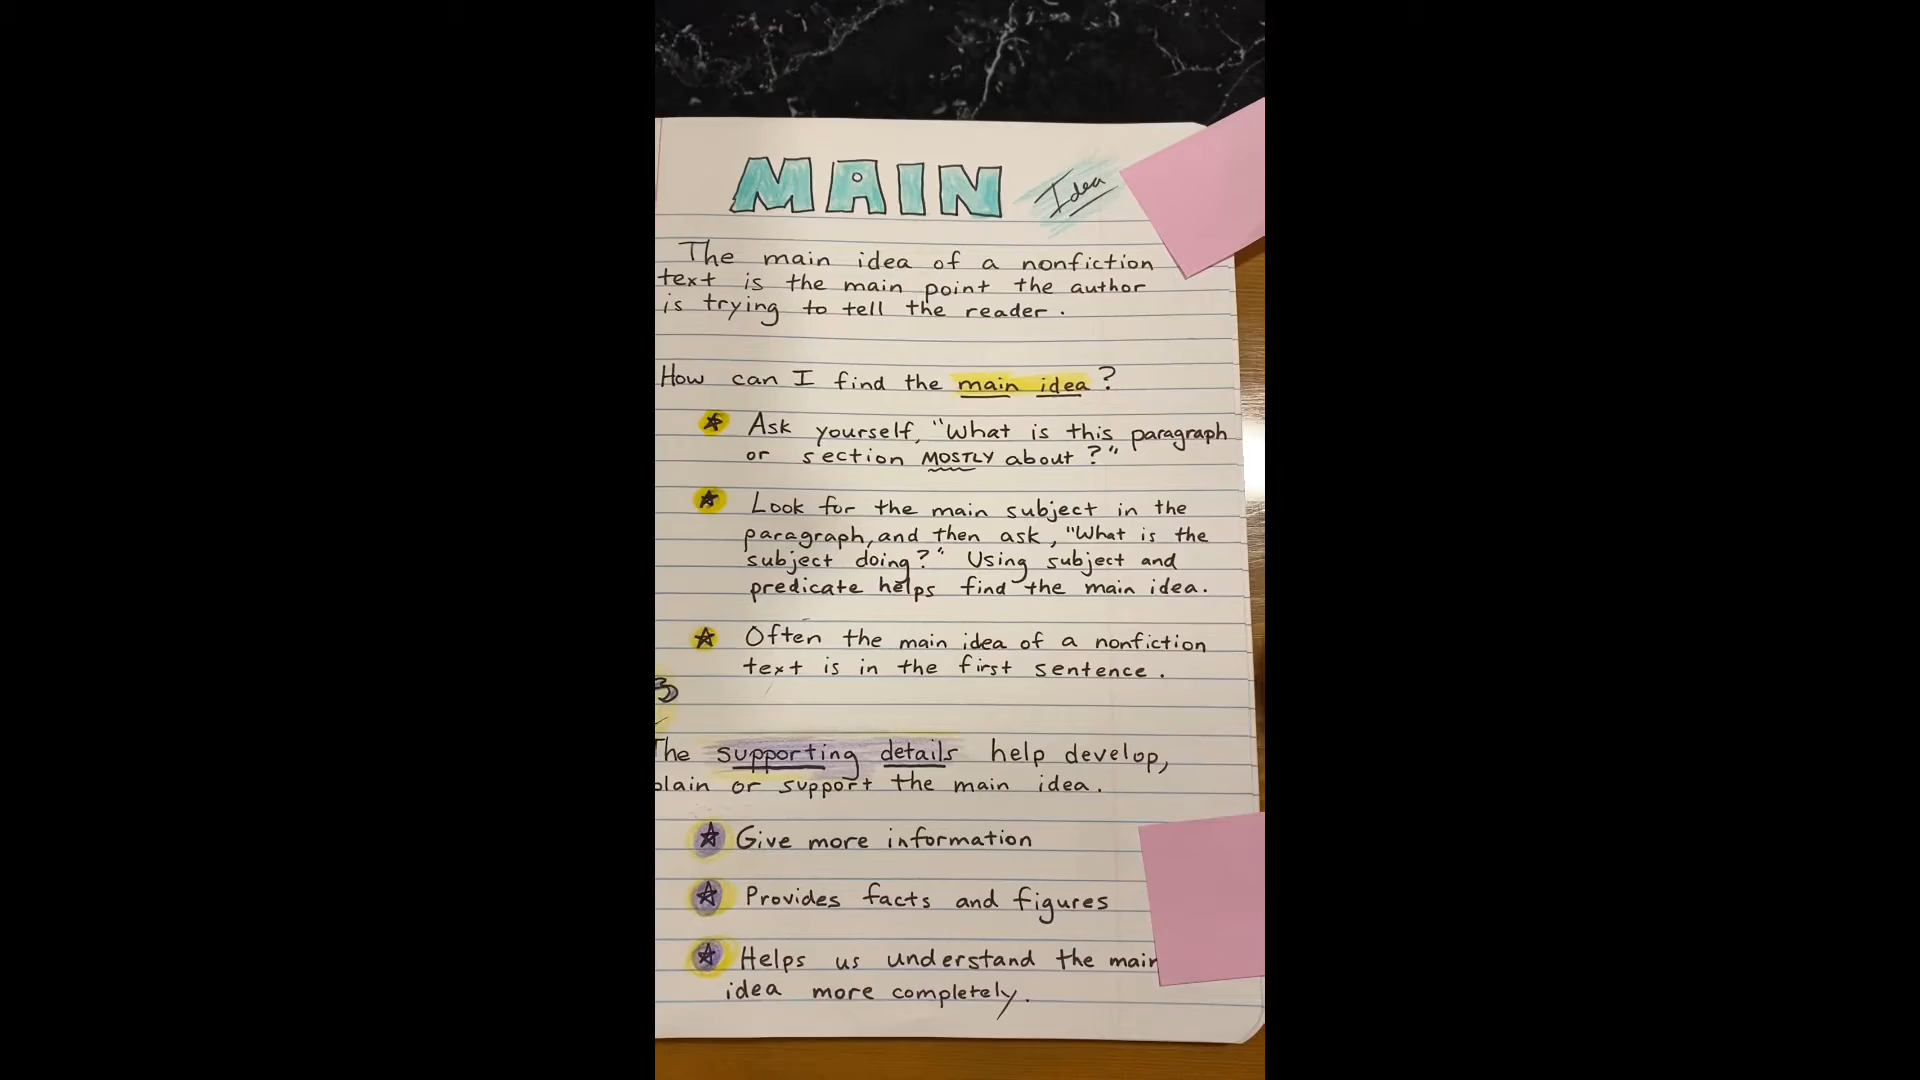 MAIN Idea
The main idea of a nonfiction
text is the main point the author
is trying to tell the reader.
How can I find the main idea?
Ask yourself, "What is this paragraph
or section MOSTLY about?"
Look for the main subject in the
paragraph, and then ask, "What is the
subject doing?" Using subject and
predicate helps find the main idea.
Often the main idea of a nonfiction
text is in the first sentence.
The supporting details help develop,
plain or support the main idea.
Give more information
Provides facts and figures
Helps us understand the main
idea more completely.